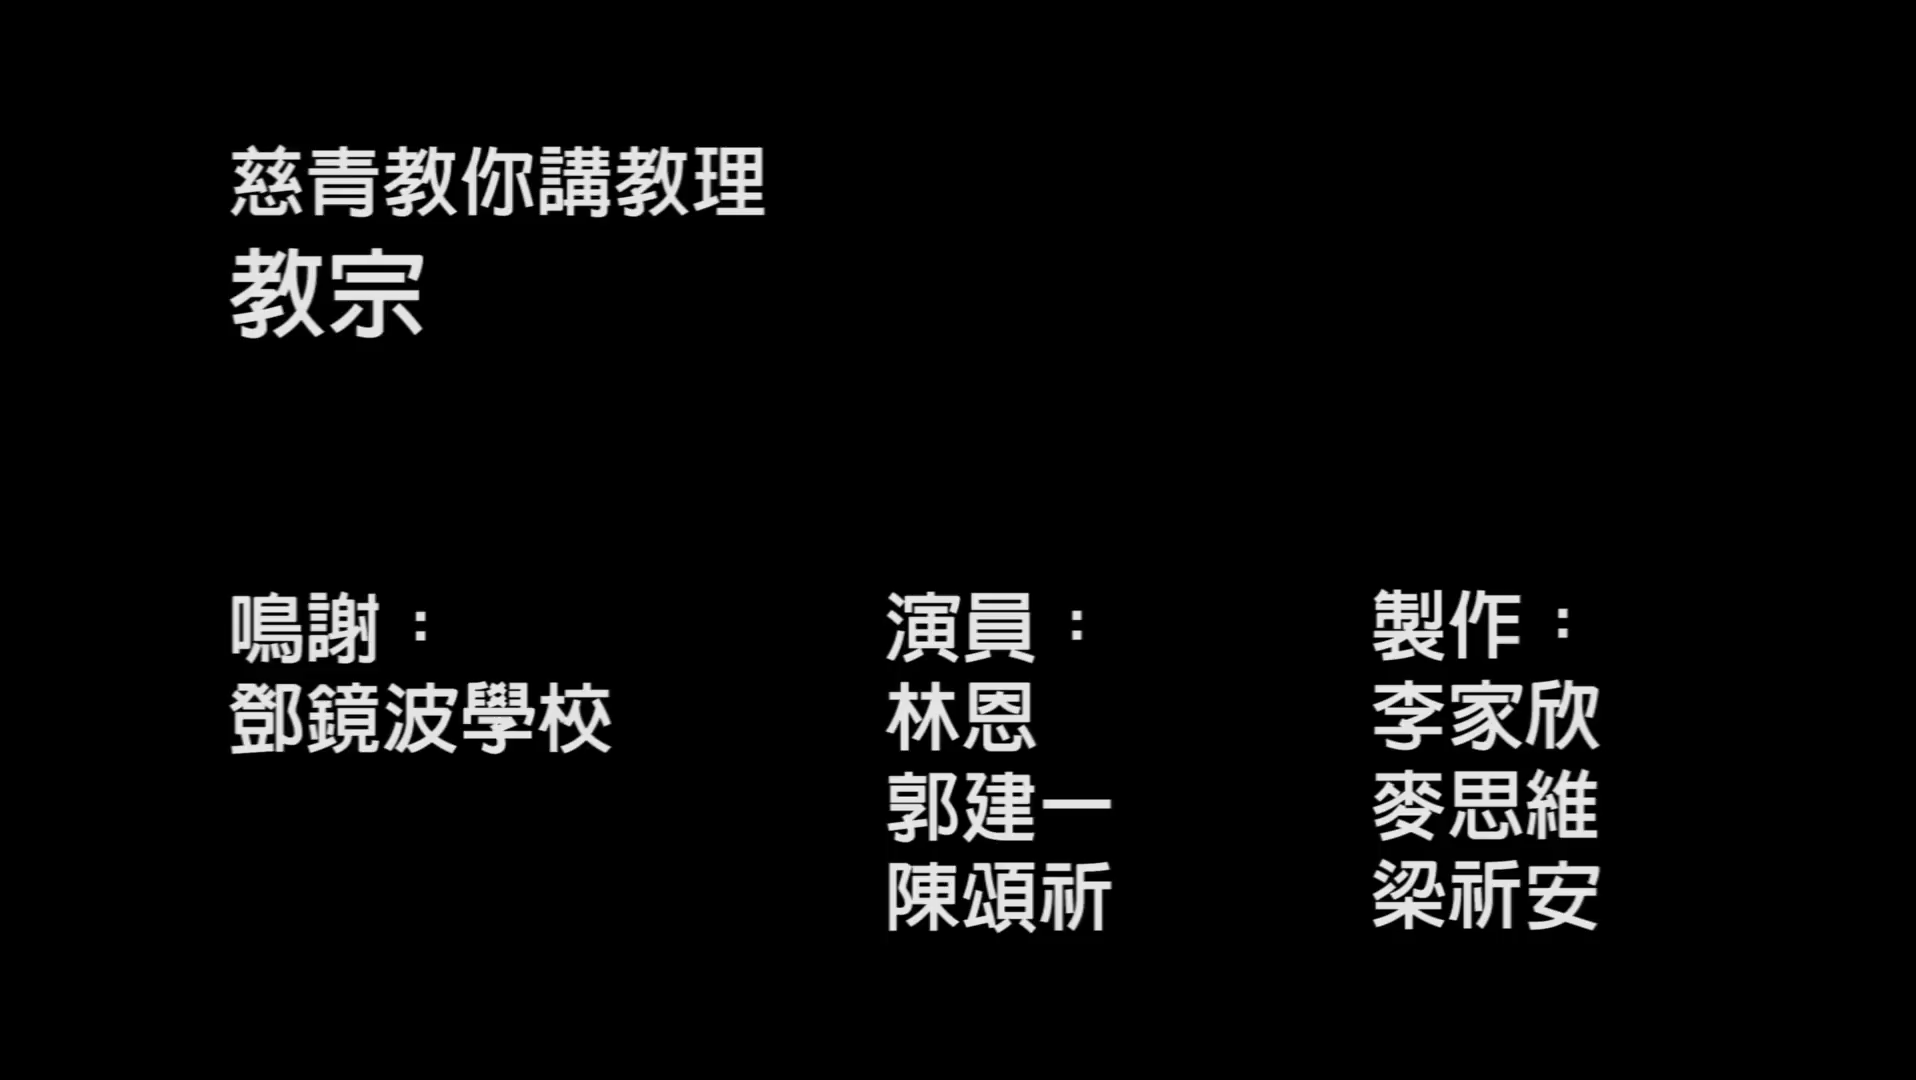 慈青教你講教理
教宗
鳴謝：
鄧鏡波學校
演員：
林恩
郭建一
陳頌祈
製作：
李家欣
麥思維
梁祈安